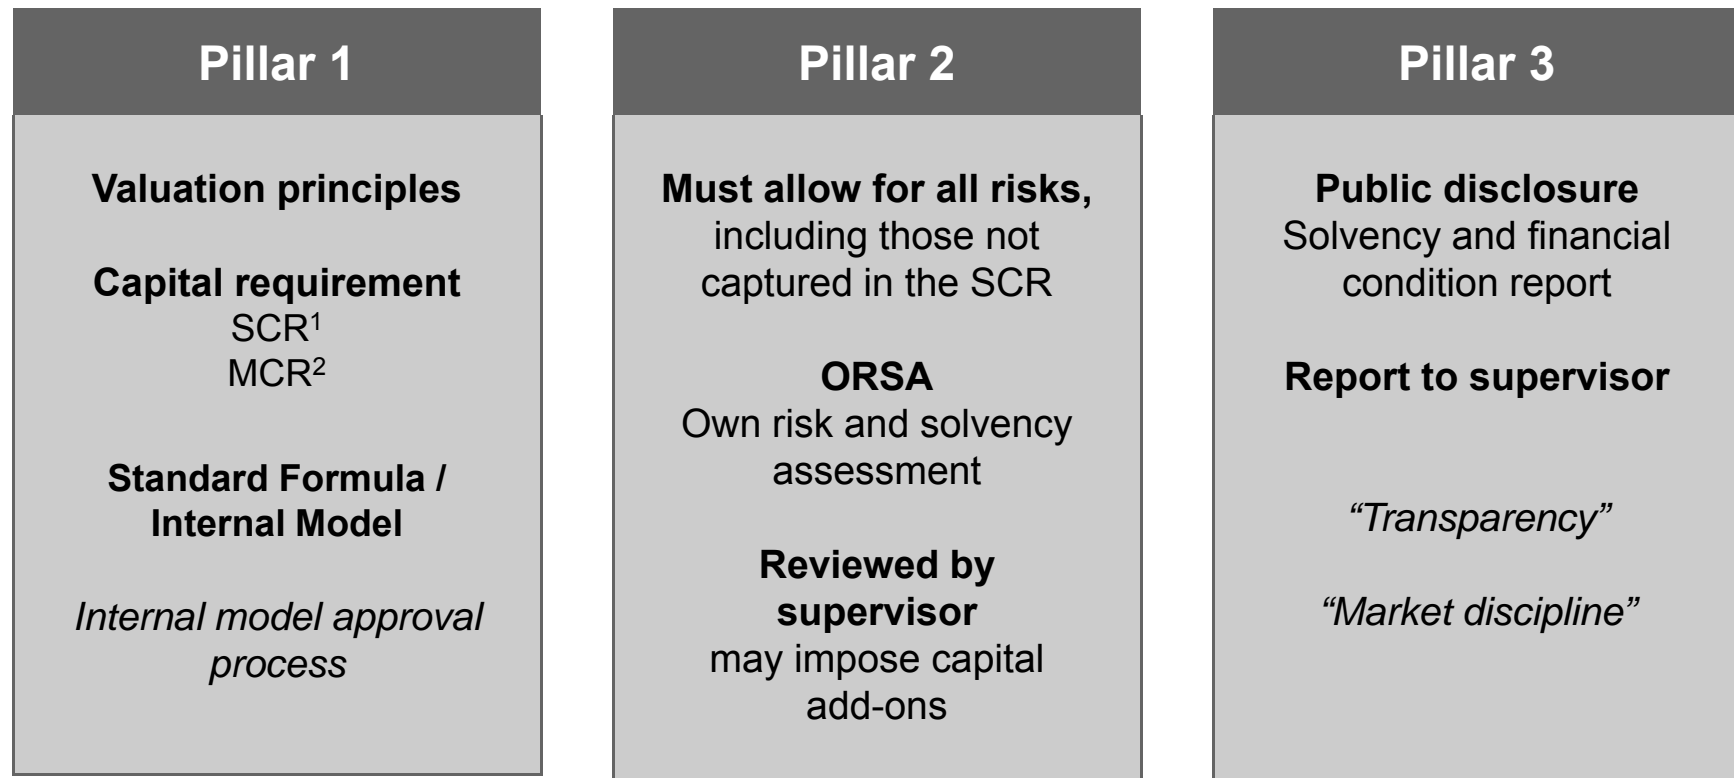 Pillar 1
Valuation principles
Capital requirement
SCR¹
MCR²
Standard Formula /
Internal Model
Internal model approval
process
Pillar 2
Must allow for all risks,
including those not
captured in the SCR
ORSA
Own risk and solvency
assessment
Reviewed by
supervisor
may impose capital
add-ons
Pillar 3
Public disclosure
Solvency and financial
condition report
Report to supervisor
“Transparency”
“Market discipline”